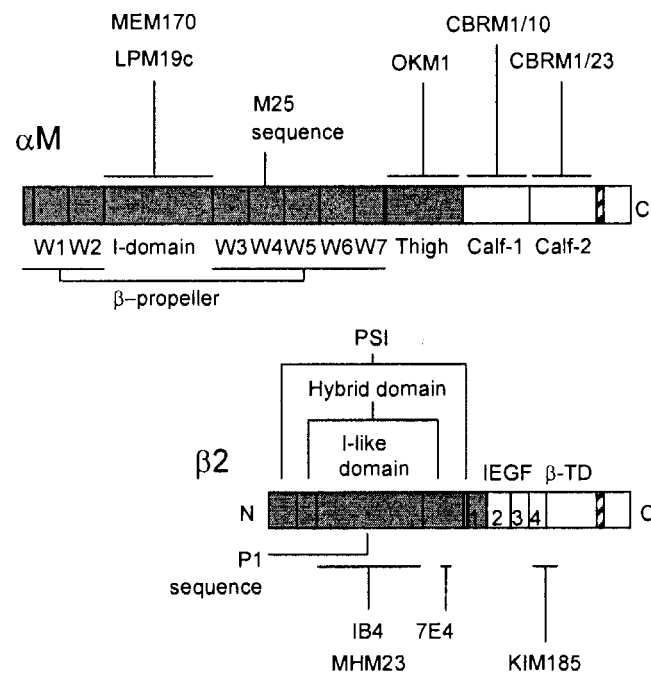 MEM170
LPM19c
M25
sequence
OKM1
CBRM1/10
CBRM1/23
αM
C
W1 W2 I-domain W3 W4 W5 W6 W7 Thigh Calf-1 Calf-2
β–propeller
PSI
Hybrid domain
I-like
domain
β2
IEGF β-TD
N
1 2 3 4
C
P1
sequence
IB4
MHM23
7E4
KIM185